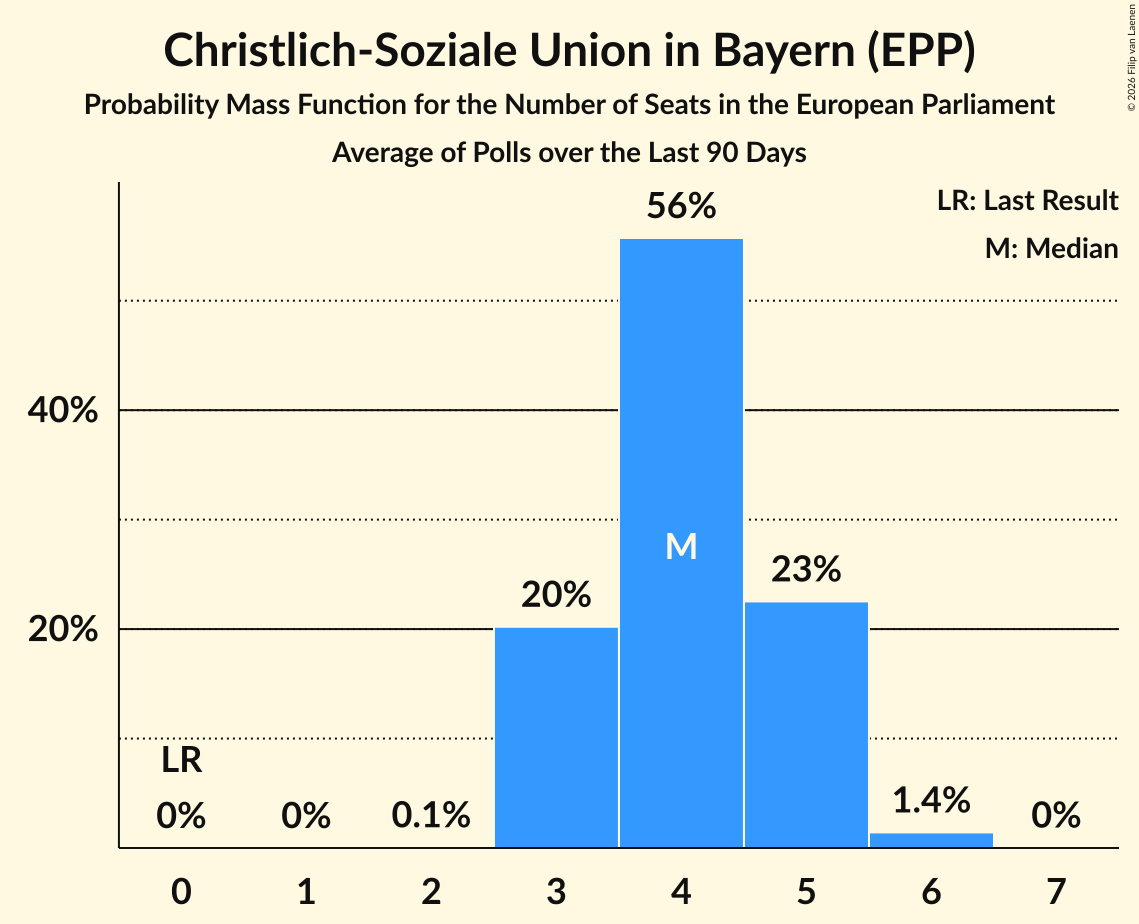 Christlich-Soziale Union in Bayern (EPP)
Probability Mass Function for the Number of Seats in the European Parliament
Average of Polls over the Last 90 Days
© 2026 Filip van Laenen
LR: Last Result
M: Median
56%
40%
M
23%
20%
20%
LR
0%
0%
0.1%
1.4%
0%
0
1
2
3
4
5
6
7